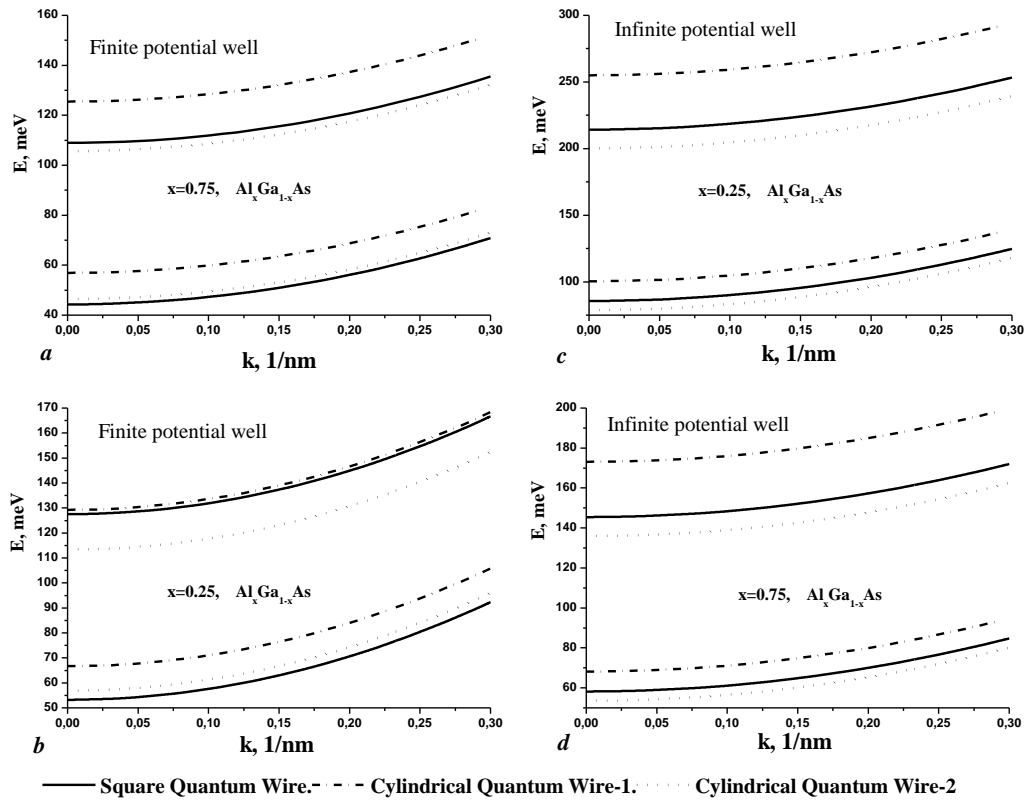 Finite potential well
E, meV
160
140
120
100
80
60
40
x=0.75, AlxGa1-xAs
0,00 0,05 0,10 0,15 0,20 0,25 0,30
a
k, 1/nm
Infinite potential well
E, meV
300
250
200
150
100
x=0.25, AlxGa1-xAs
0,00 0,05 0,10 0,15 0,20 0,25 0,30
c
k, 1/nm
Finite potential well
E, meV
170
160
150
140
130
120
110
100
90
80
70
60
50
x=0.25, AlxGa1-xAs
0,00 0,05 0,10 0,15 0,20 0,25 0,30
b
k, 1/nm
Infinite potential well
E, meV
200
180
160
140
120
100
80
60
x=0.75, AlxGa1-xAs
0,00 0,05 0,10 0,15 0,20 0,25 0,30
d
k, 1/nm
Square Quantum Wire. Cylindrical Quantum Wire-1. Cylindrical Quantum Wire-2